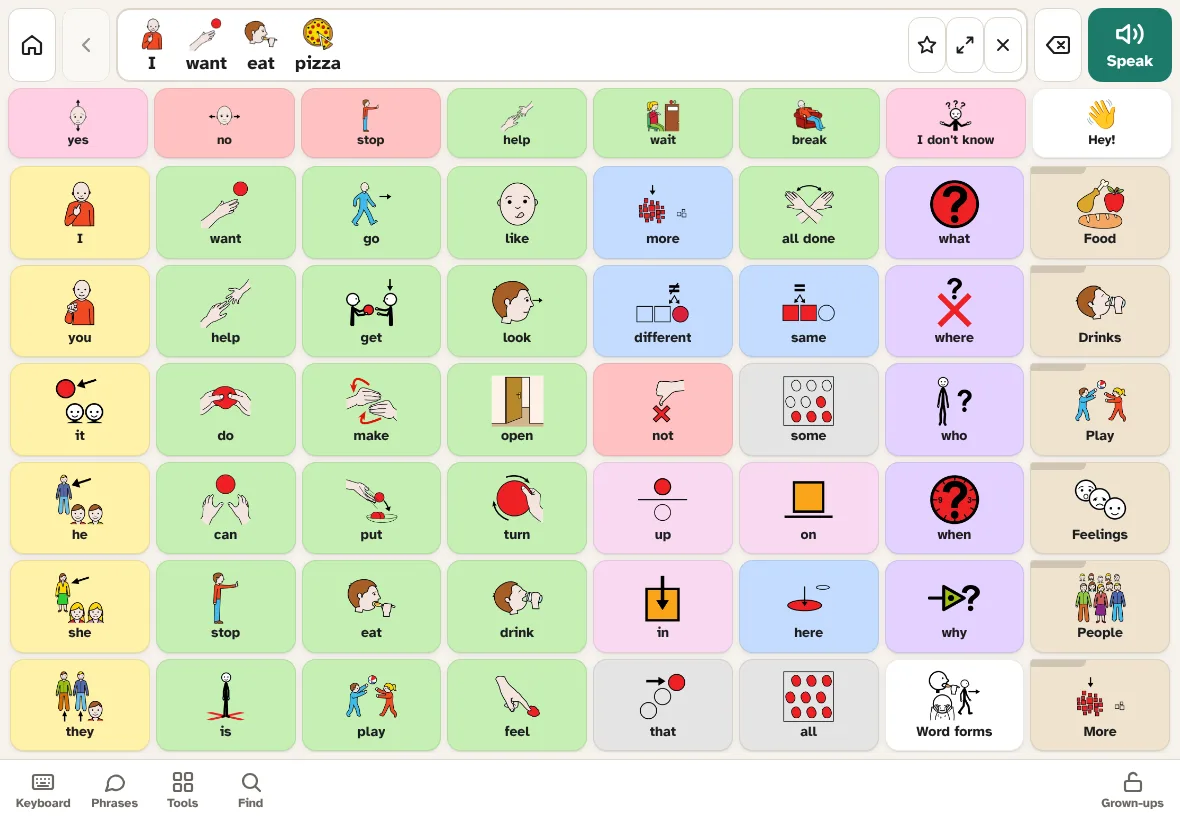 I want eat pizza
Speak
yes no stop help wait break I don't know Hey!
I want go like more all done what Food
you help get look different same where Drinks
it do make open not some who Play
he can put turn up on when Feelings
she stop eat drink in here why People
they is play feel that all Word forms More
Keyboard Phrases Tools Find Grown-ups